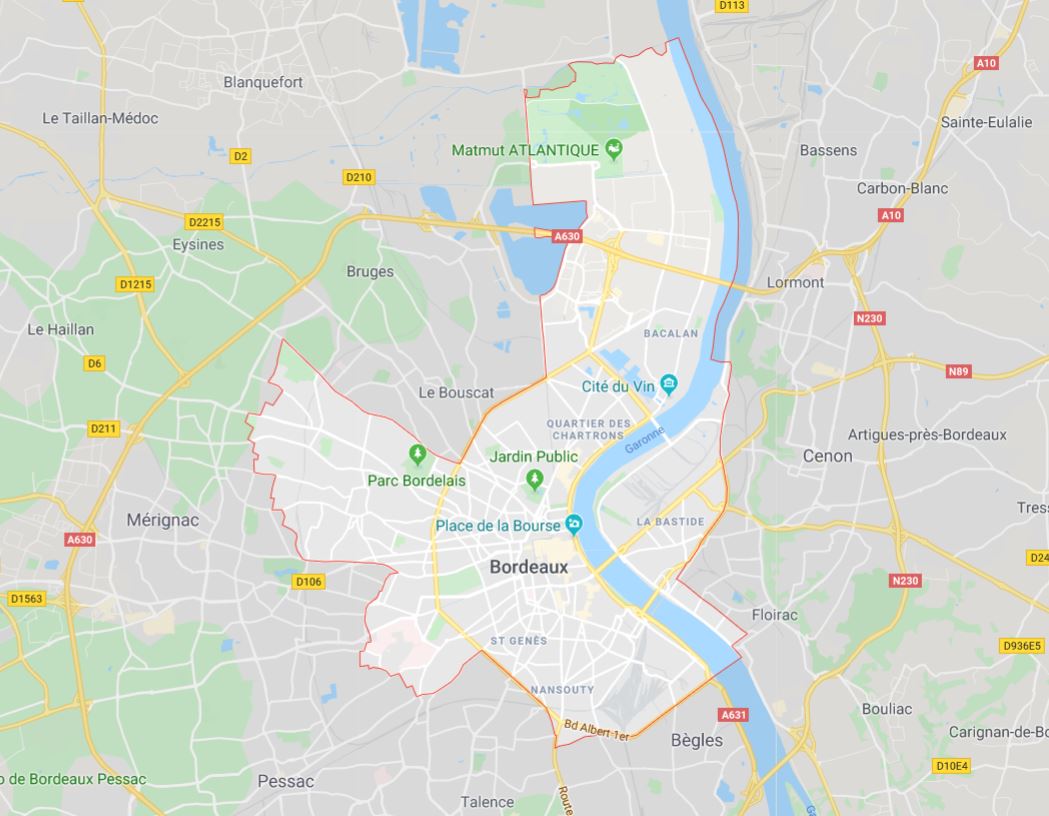 D113
A10
Blanquefort
Le Taillan-Médoc
Sainte-Eulalie
Matmut ATLANTIQUE
Bassens
D2
D210
Carbon-Blanc
A10
D2215
A630
Eysines
Bruges
D1215
Lormont
N230
Le Haillan
BACALAN
D6
N89
Le Bouscat
Cité du Vin
D211
QUARTIER DES
CHARTRONS
Garonne
Artigues-près-Bordeaux
Jardin Public
Cenon
Parc Bordelais
Tress
Mérignac
Place de la Bourse
LA BASTIDE
A630
D24
Bordeaux
D106
N230
D1563
Floirac
ST GENÈS
D936E5
NANSOUTY
Bouliac
A631
Bd Albert 1er
Carignan-de-Bo
Bègles
D10E4
o de Bordeaux Pessac
Pessac
Talence
Route
Ga